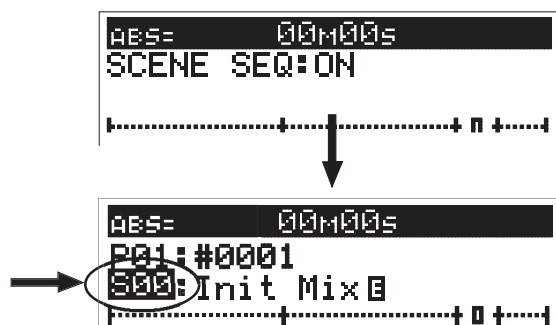 ABS= 00M00s
SCENE SEQ:ON
ABS= 00M00s
P01:#0001
S00:Init Mix E